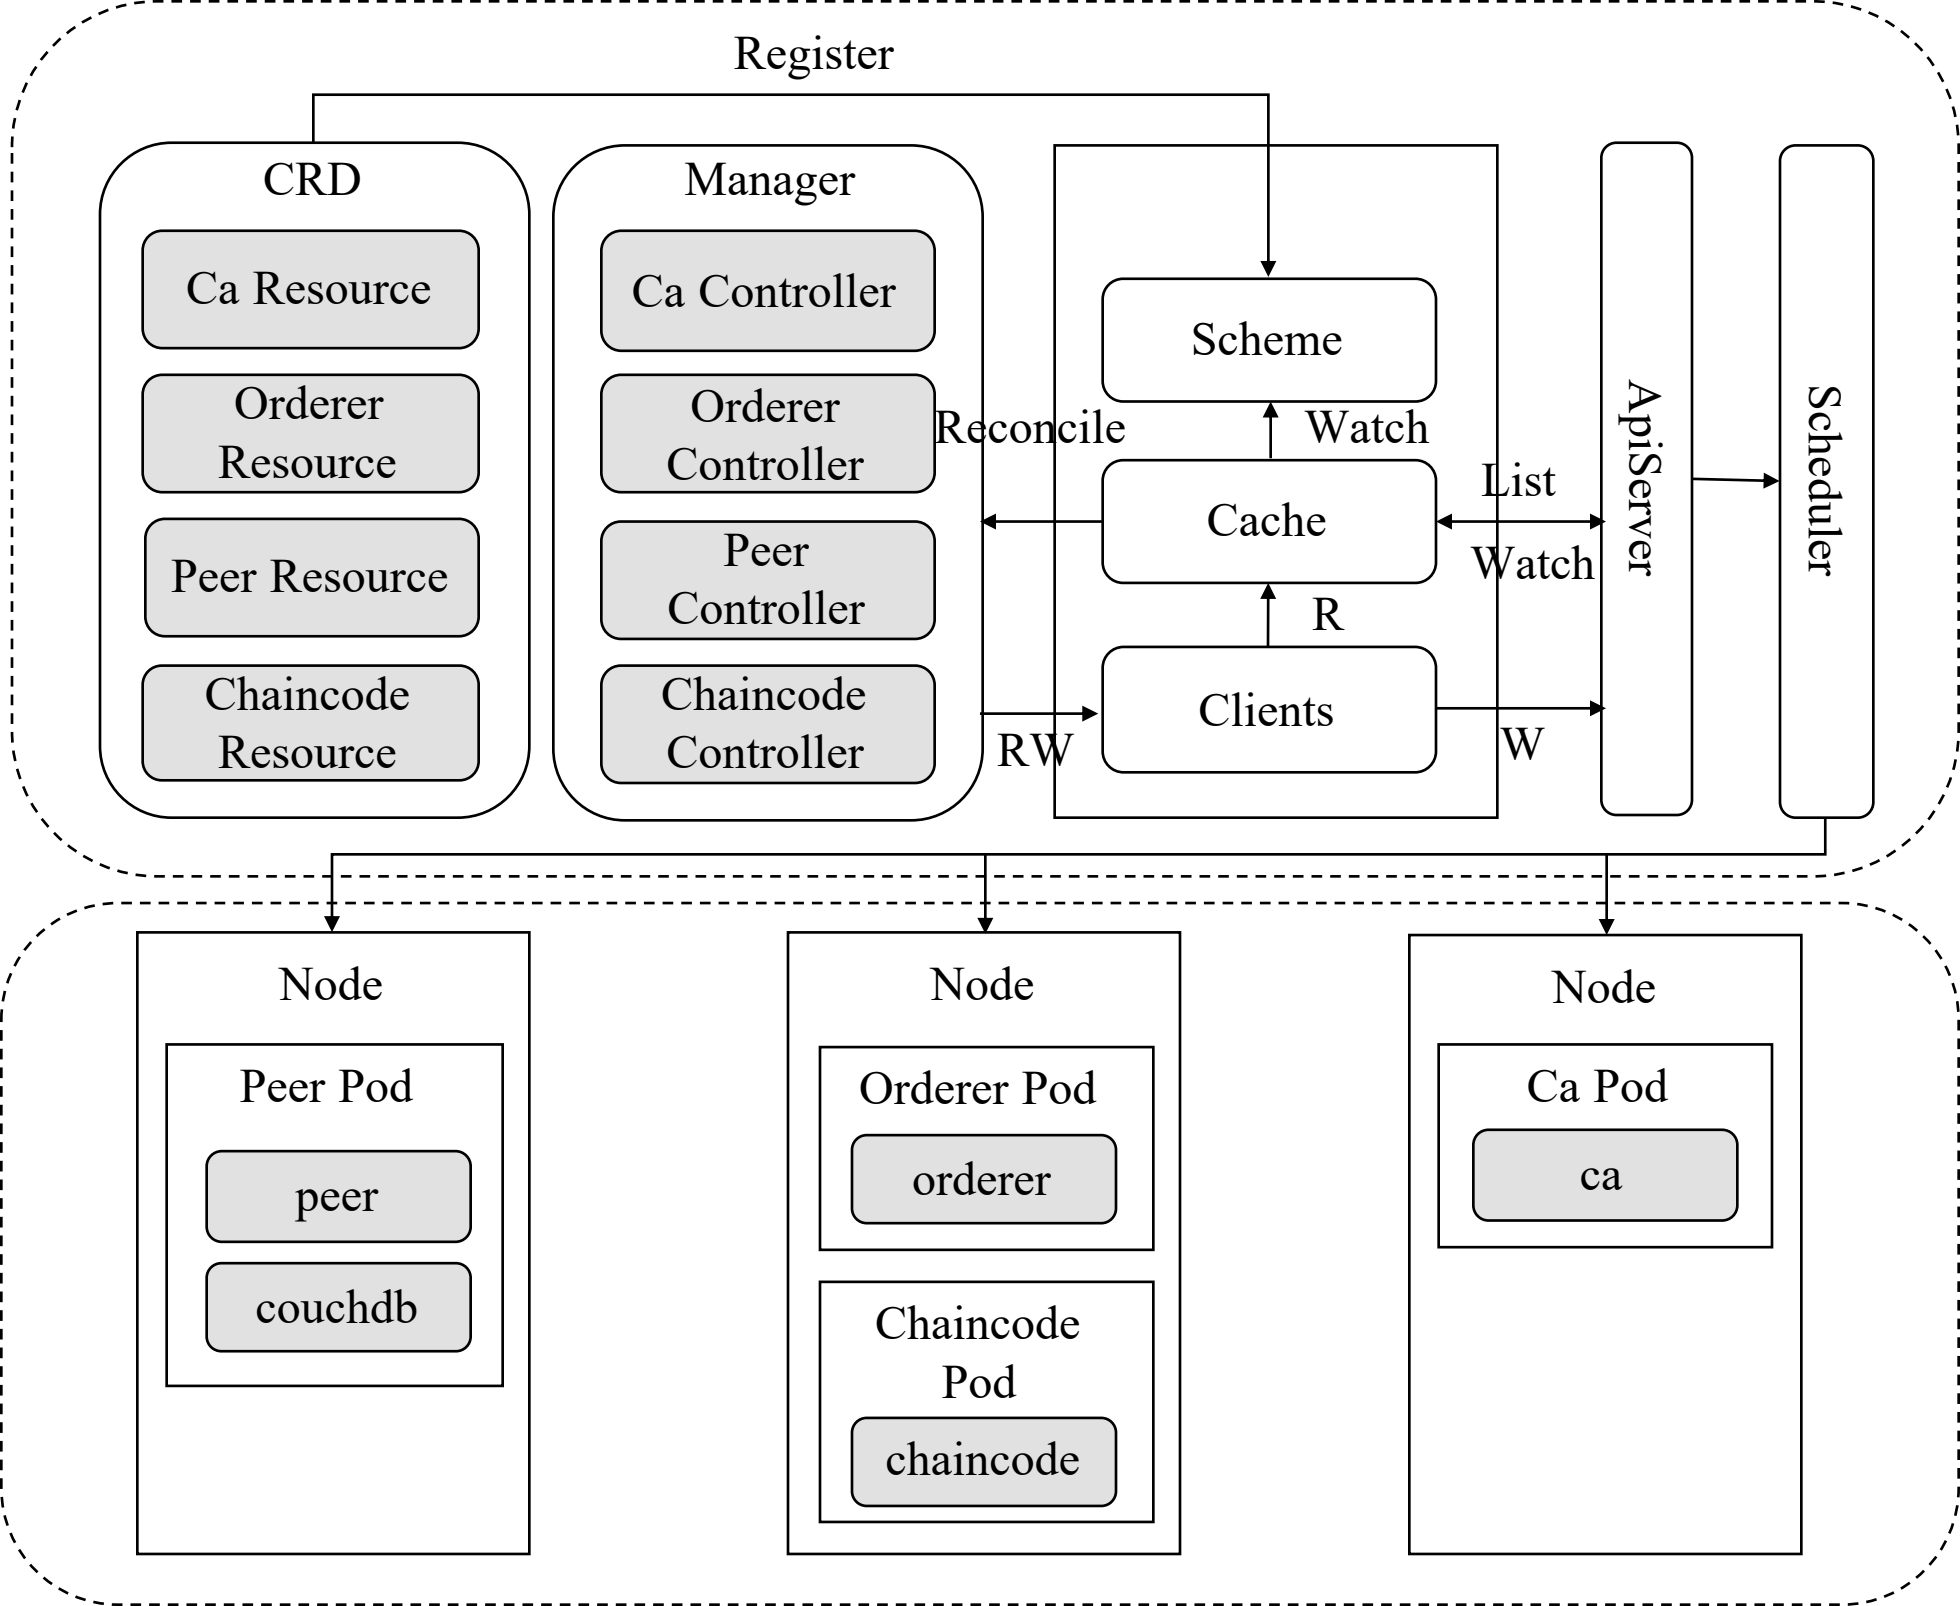 Register
CRD
Ca Resource
Orderer
Resource
Peer Resource
Chaincode
Resource
Manager
Ca Controller
Orderer
Controller
Peer
Controller
Chaincode
Controller
Reconcile
RW
Scheme
Watch
Cache
R
Clients
List
Watch
W
ApiServer
Scheduler
Node
Peer Pod
peer
couchdb
Node
Orderer Pod
orderer
Chaincode
Pod
chaincode
Node
Ca Pod
ca